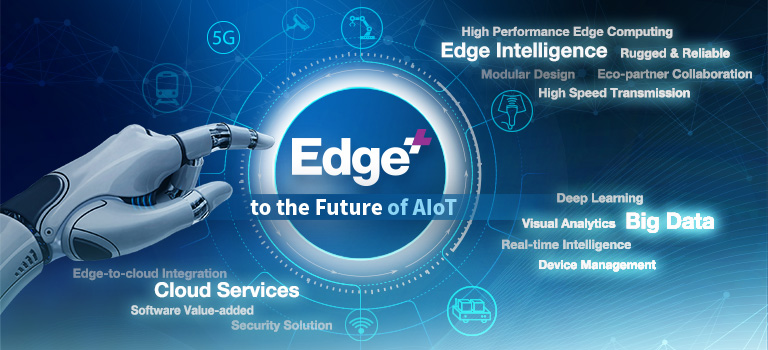 5G
High Performance Edge Computing
Edge Intelligence Rugged & Reliable
Modular Design Eco-partner Collaboration
High Speed Transmission
Edge+
to the Future of AIoT
Deep Learning
Visual Analytics Big Data
Real-time Intelligence
Device Management
Edge-to-cloud Integration
Cloud Services
Software Value-added
Security Solution